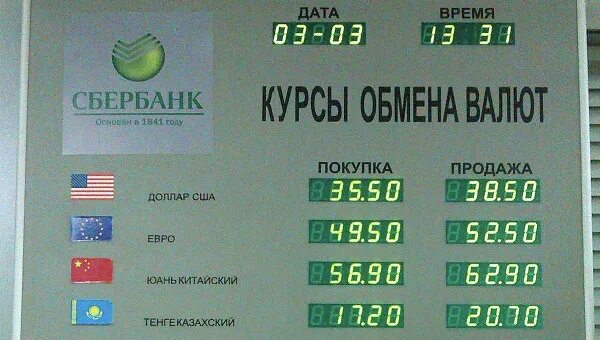 ДАТА ВРЕМЯ
03-03 13 31
СБЕРБАНК
Основан в 1841 году
КУРСЫ ОБМЕНА ВАЛЮТ
ПОКУПКА ПРОДАЖА
ДОЛЛАР США 35.50 38.50
ЕВРО 49.50 52.50
ЮАНЬ КИТАЙСКИЙ 56.90 62.90
ТЕНГЕ КАЗАХСКИЙ 17.20 20.70